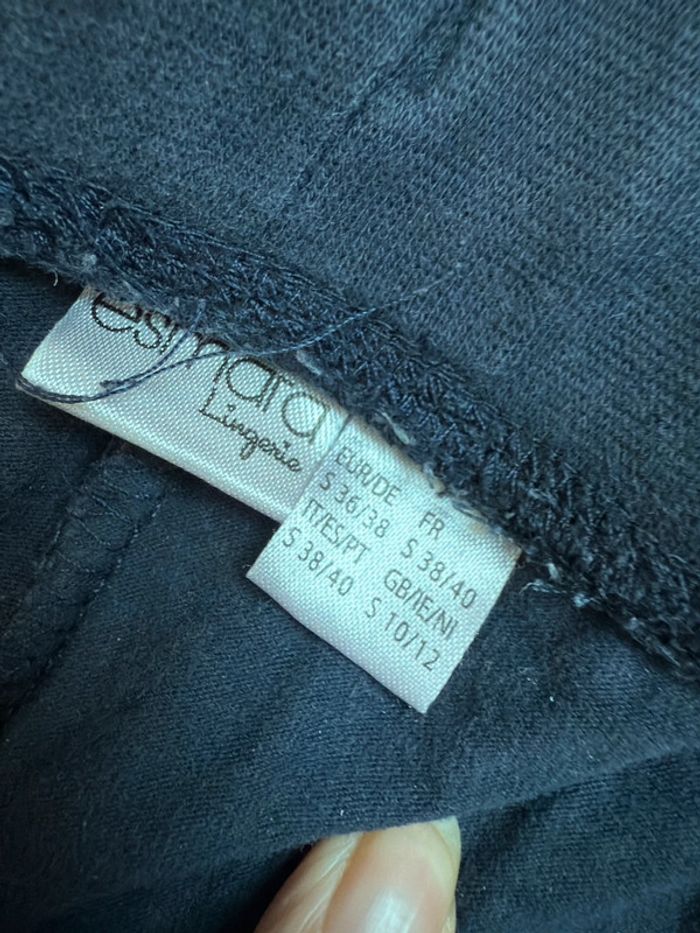 esmara
Lingerie
EUR/DE FR
S 36/38 S 38/40
IT/ES/PT GB/IE/NI
S 38/40 S 10/12